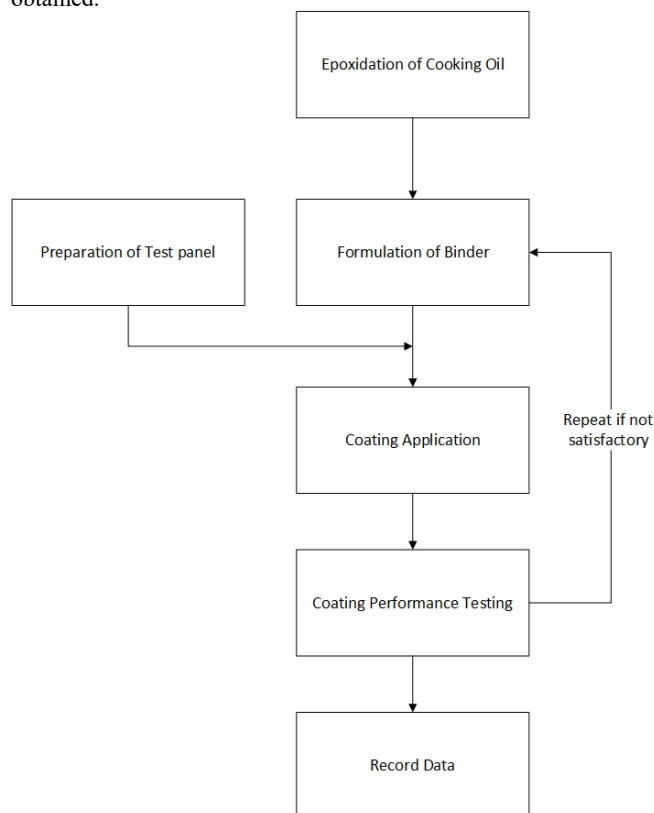 obtained.
Epoxidation of Cooking Oil
Preparation of Test panel
Formulation of Binder
Repeat if not
satisfactory
Coating Application
Coating Performance Testing
Record Data